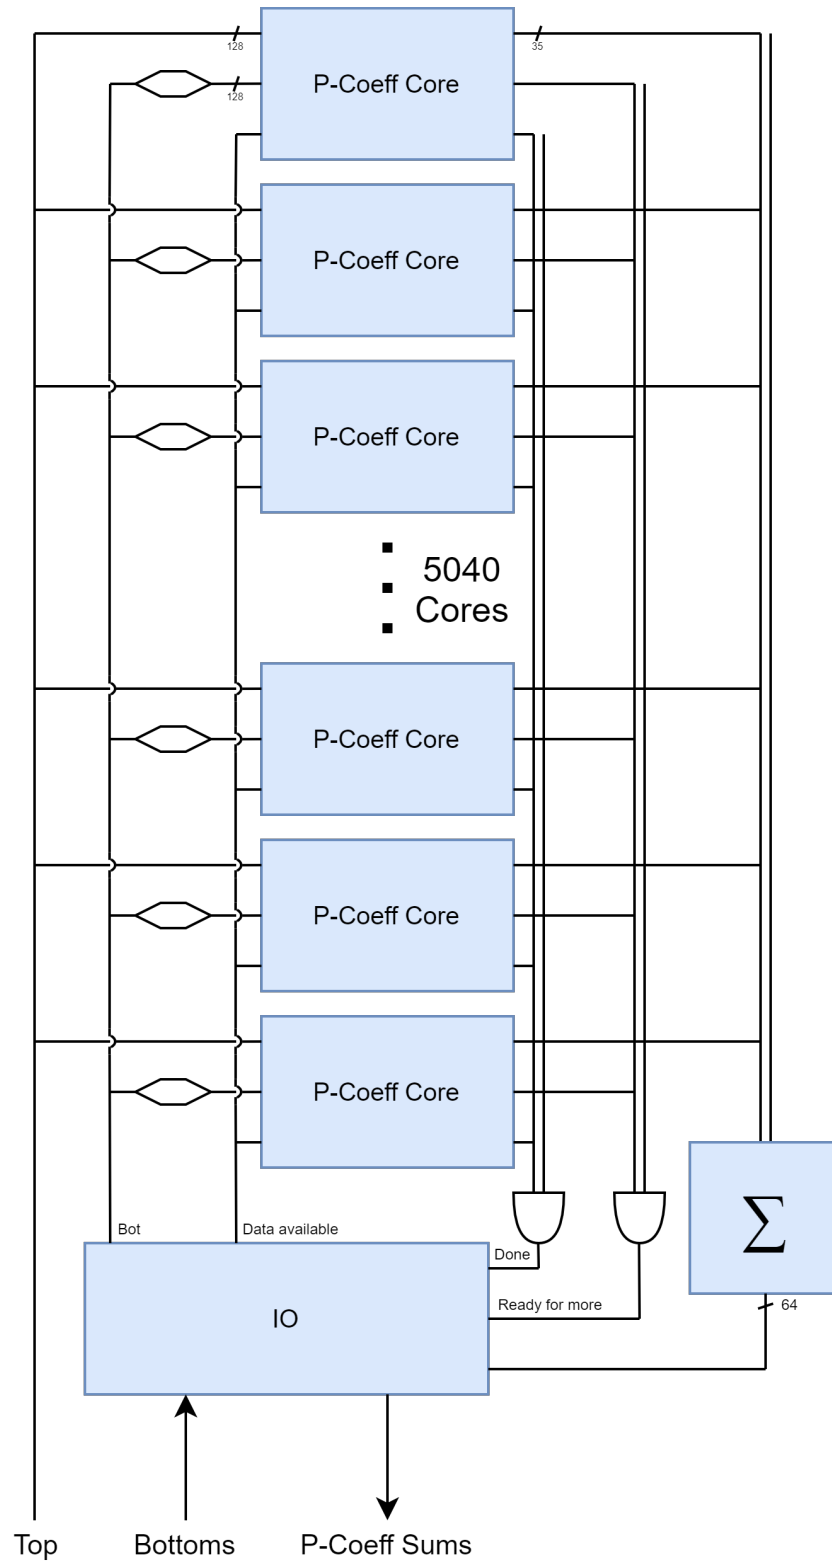 128
35
128
P-Coeff Core
P-Coeff Core
P-Coeff Core
5040
Cores
P-Coeff Core
P-Coeff Core
P-Coeff Core
∑
Bot
Data available
Done
Ready for more
64
IO
Top
Bottoms
P-Coeff Sums